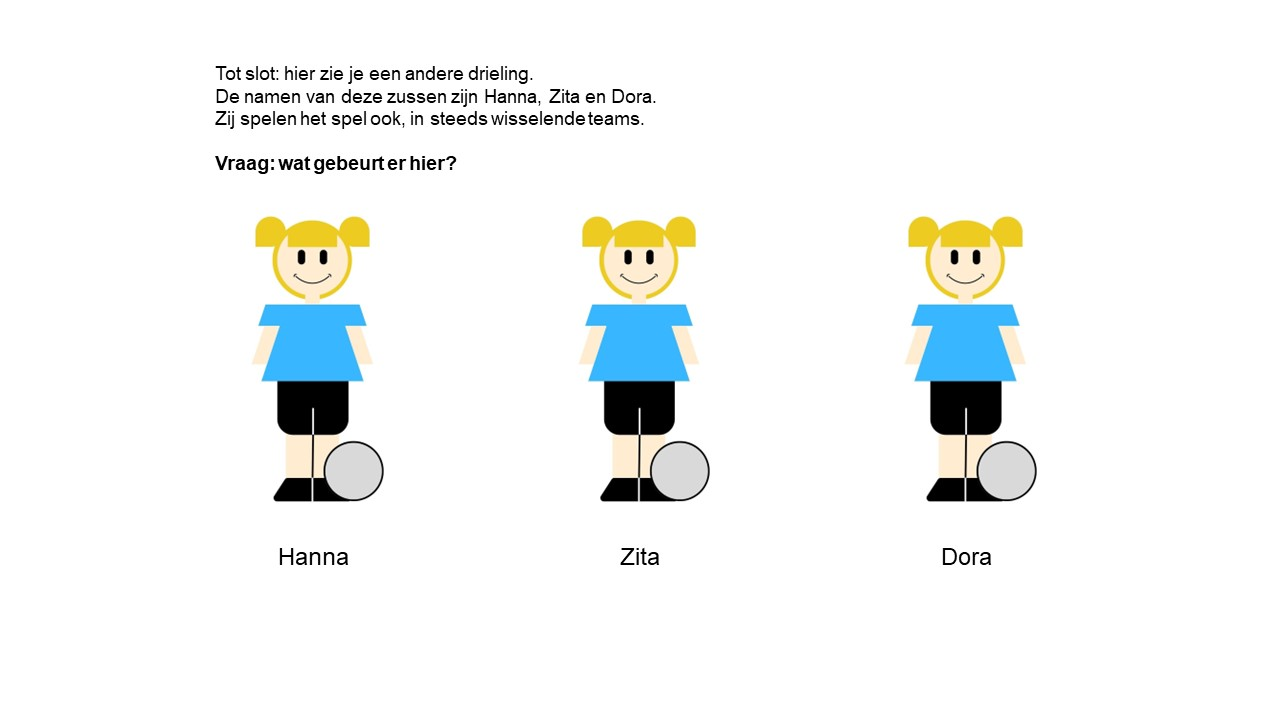 Tot slot: hier zie je een andere drieling.
De namen van deze zussen zijn Hanna, Zita en Dora.
Zij spelen het spel ook, in steeds wisselende teams.
Vraag: wat gebeurt er hier?
Hanna
Zita
Dora